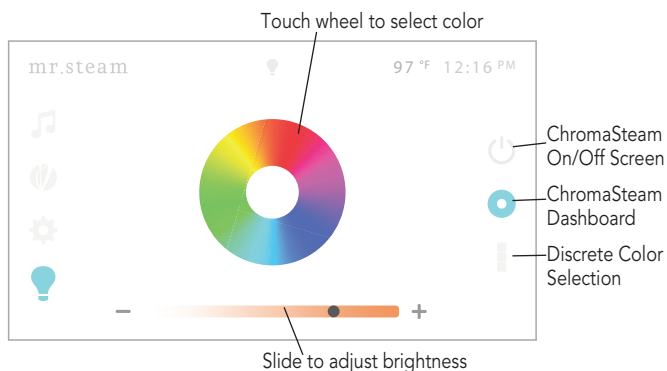 Touch wheel to select color
mr.steam
97 °F 12:16 PM
ChromaSteam
On/Off Screen
ChromaSteam
Dashboard
Discrete Color
Selection
Slide to adjust brightness